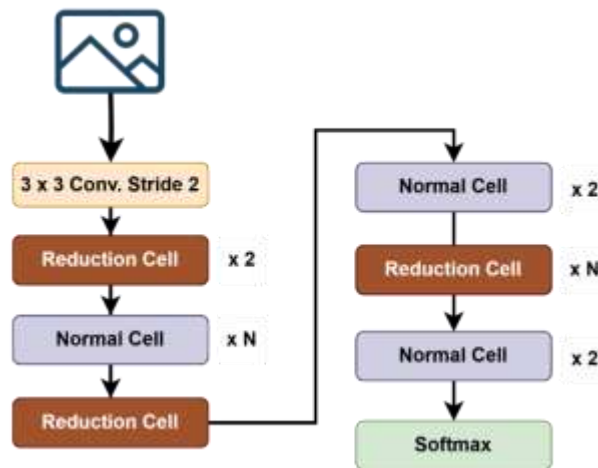 3 x 3 Conv. Stride 2
Reduction Cell x 2
Normal Cell x N
Reduction Cell
Normal Cell x 2
Reduction Cell x N
Normal Cell x 2
Softmax